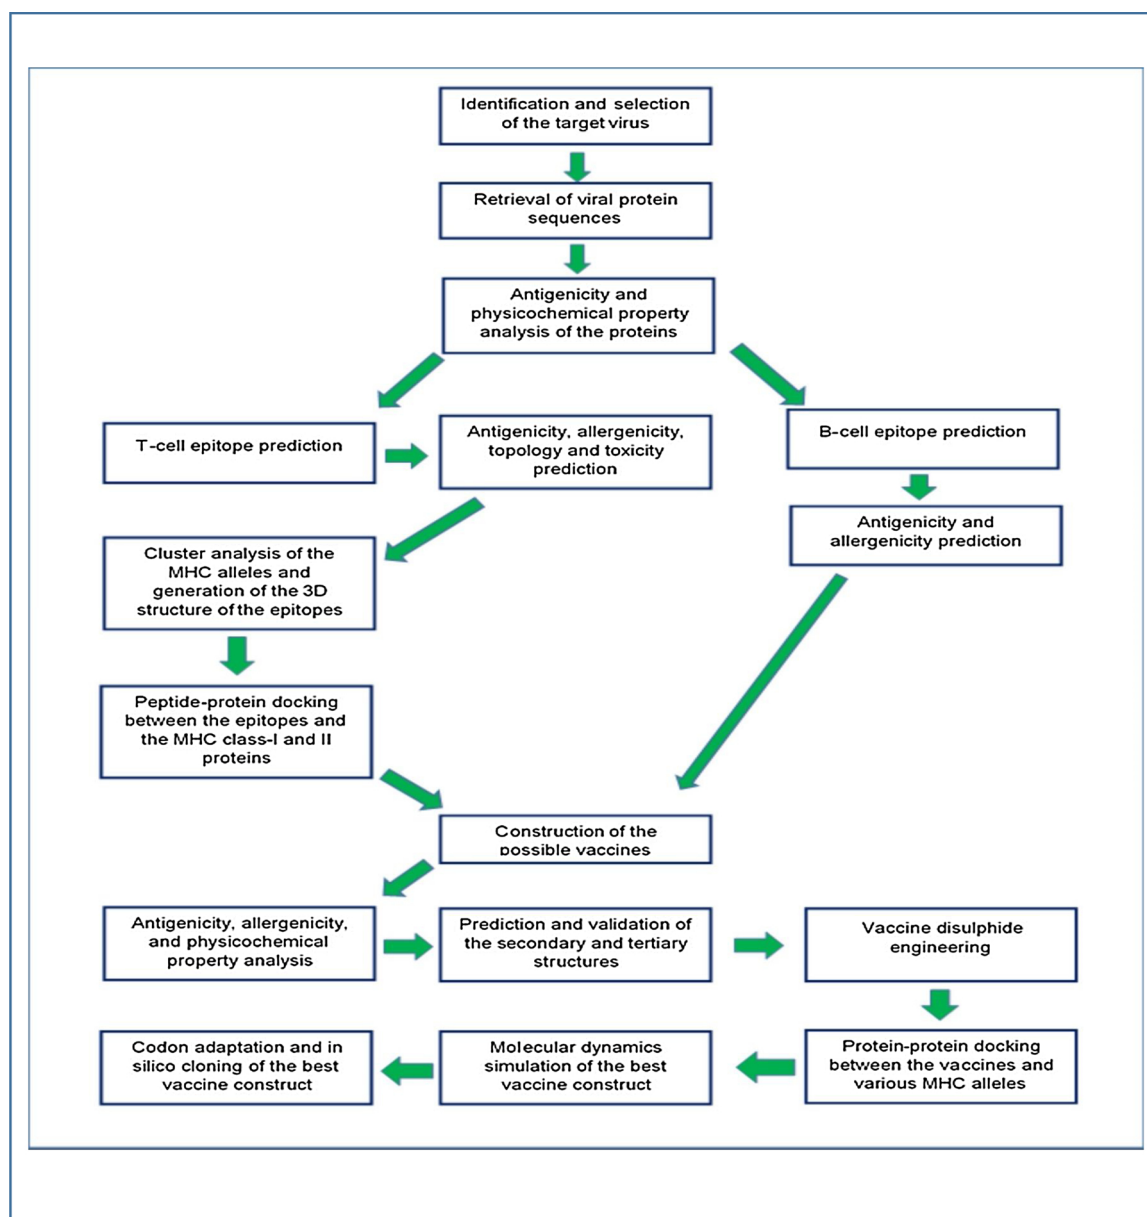 Identification and selection
of the target virus
Retrieval of viral protein
sequences
Antigenicity and
physicochemical property
analysis of the proteins
T-cell epitope prediction
Antigenicity, allergenicity,
topology and toxicity
prediction
B-cell epitope prediction
Antigenicity and
allergenicity prediction
Cluster analysis of the
MHC alleles and
generation of the 3D
structure of the epitopes
Peptide-protein docking
between the epitopes and
the MHC class-I and II
proteins
Construction of the
possible vaccines
Antigenicity, allergenicity,
and physicochemical
property analysis
Prediction and validation of
the secondary and tertiary
structures
Vaccine disulphide
engineering
Protein-protein docking
between the vaccines and
various MHC alleles
Molecular dynamics
simulation of the best
vaccine construct
Codon adaptation and in
silico cloning of the best
vaccine construct